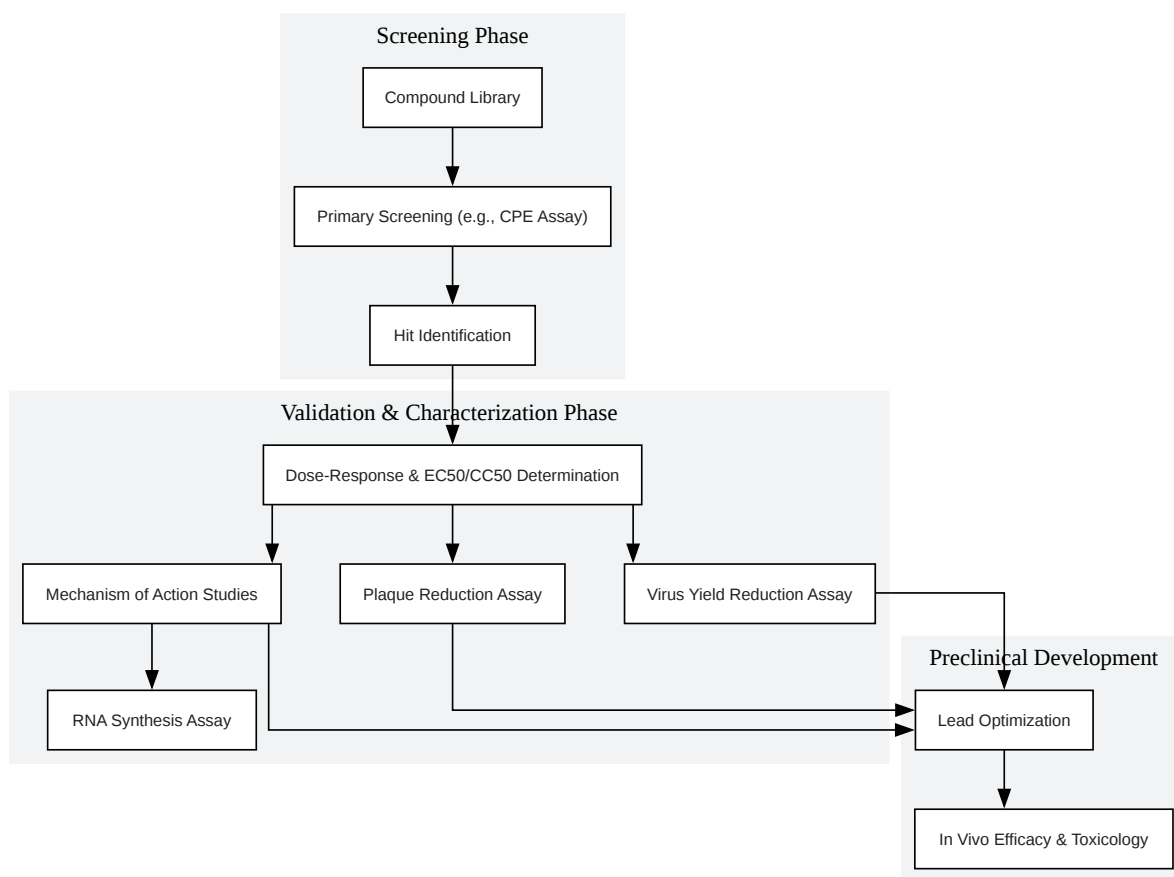 Screening Phase
Compound Library
Primary Screening (e.g., CPE Assay)
Hit Identification
Validation & Characterization Phase
Dose-Response & EC50/CC50 Determination
Mechanism of Action Studies
Plaque Reduction Assay
Virus Yield Reduction Assay
Preclinical Development
RNA Synthesis Assay
Lead Optimization
In Vivo Efficacy & Toxicology